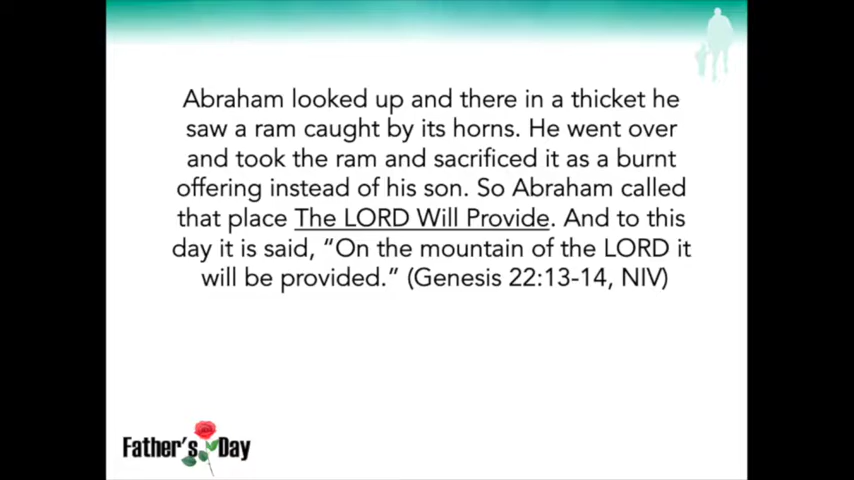 Abraham looked up and there in a thicket he
saw a ram caught by its horns. He went over
and took the ram and sacrificed it as a burnt
offering instead of his son. So Abraham called
that place The LORD Will Provide. And to this
day it is said, “On the mountain of the LORD it
will be provided.” (Genesis 22:13-14, NIV)
Father's Day